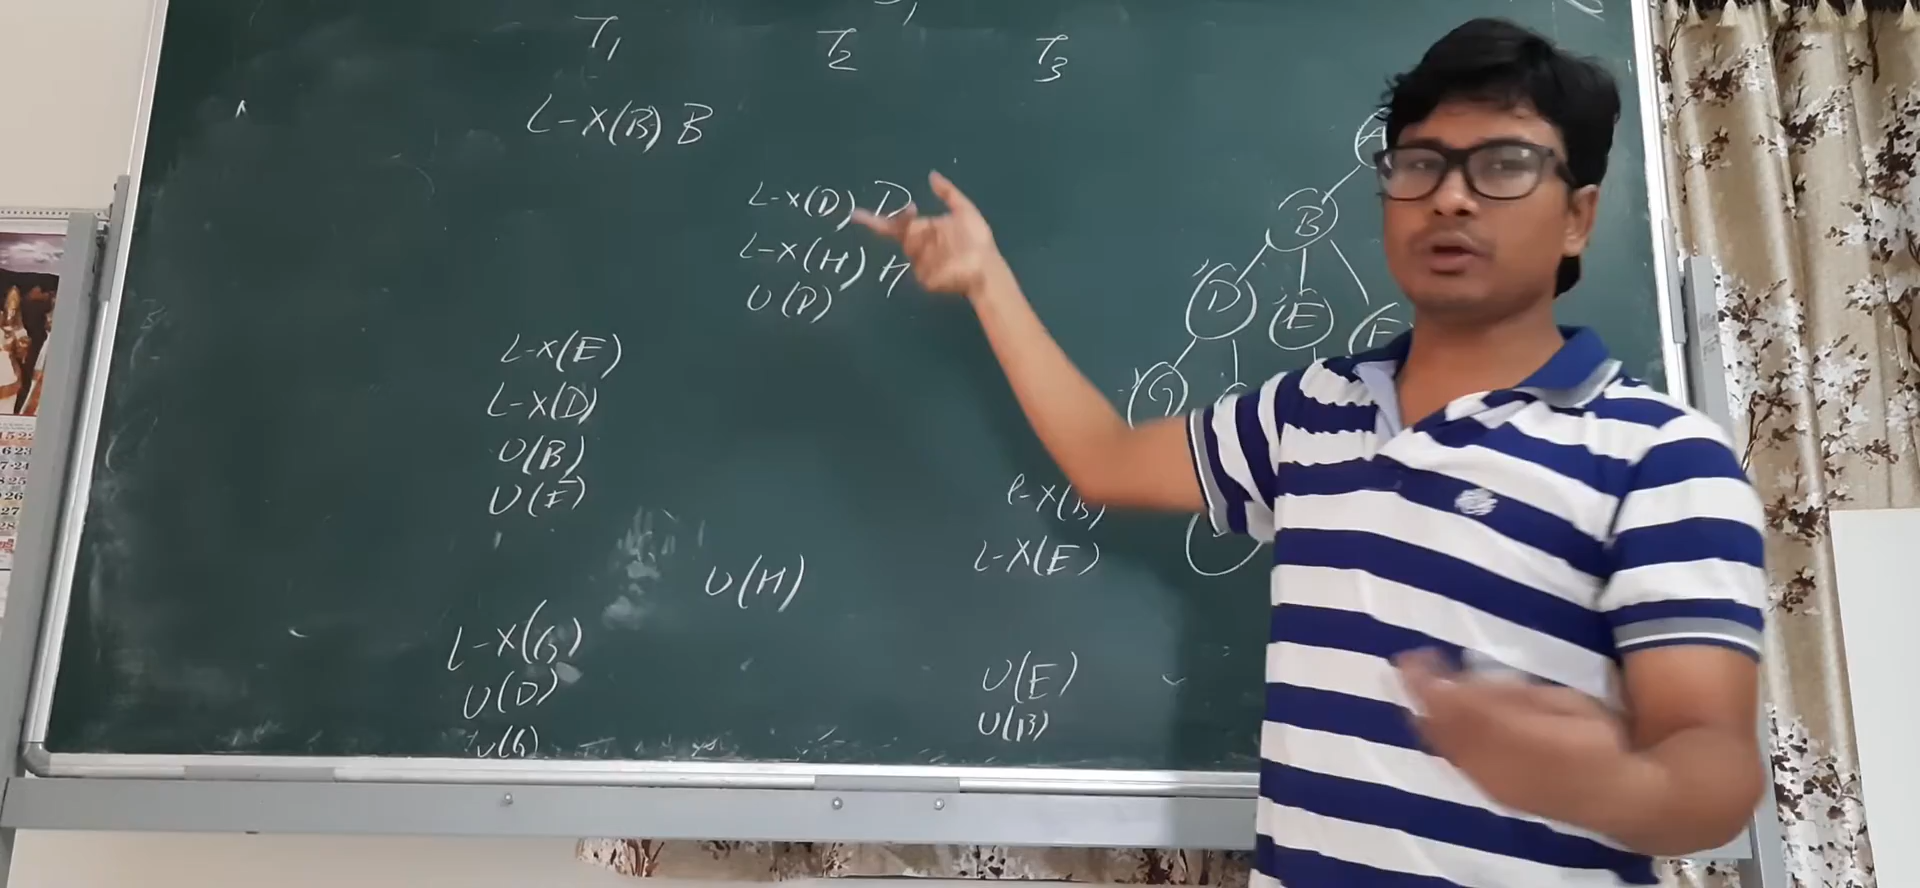 T1 T2 T3
L-X(B) B
L-X(D) D
L-X(H) H
U(D)
L-X(E)
L-X(D)
U(B)
U(E)
L-X(B)
L-X(E)
U(H)
L-X(G)
U(D)
U(G)
U(E)
U(B)
A
B
D E F
G